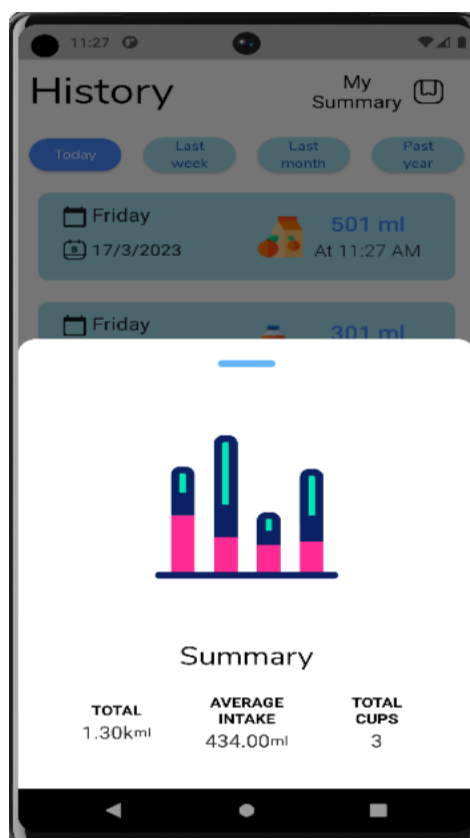 11:27
History
My
Summary
Today
Last
week
Last
month
Past
year
Friday
501 ml
17/3/2023
At 11:27 AM
Friday
301 ml
Summary
TOTAL
1.30kml
AVERAGE
INTAKE
434.00ml
TOTAL
CUPS
3